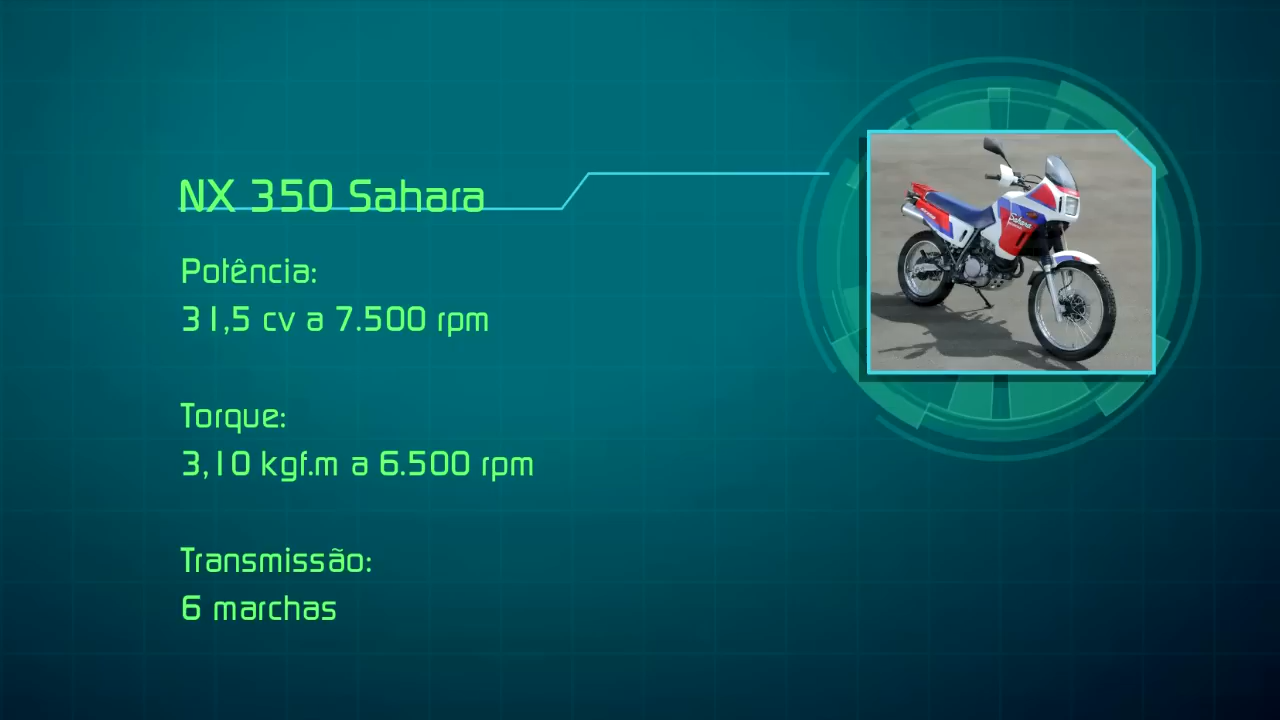 NX 350 Sahara
Potência:
31,5 cv a 7.500 rpm
Torque:
3,10 kgf.m a 6.500 rpm
Transmissão:
6 marchas
Sahara